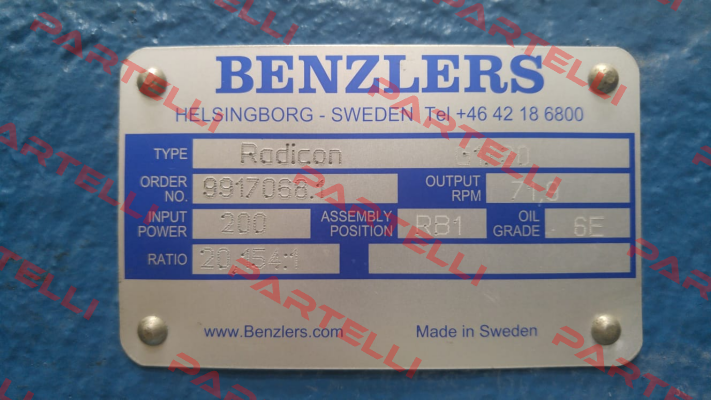 BENZLERS
HELSINGBORG - SWEDEN Tel +46 42 18 6800
TYPE Radicon
ORDER NO. OUTPUT RPM
INPUT POWER 200 ASSEMBLY POSITION RB1 OIL GRADE 6E
RATIO
www.Benzlers.com Made in Sweden
PARTELLI